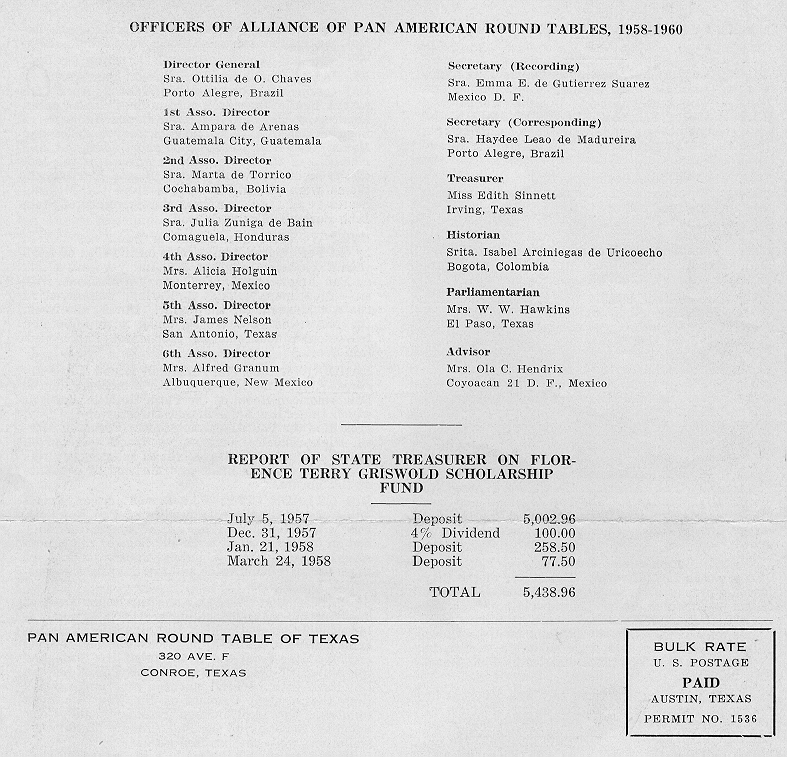 OFFICERS OF ALLIANCE OF PAN AMERICAN ROUND TABLES, 1958-1960
Director General
Sra. Ottilia de O. Chaves
Porto Alegre, Brazil
1st Asso. Director
Sra. Ampara de Arenas
Guatemala City, Guatemala
2nd Asso. Director
Sra. Marta de Torrico
Cochabamba, Bolivia
3rd Asso. Director
Sra. Julia Zuniga de Bain
Comaguela, Honduras
4th Asso. Director
Mrs. Alicia Holguin
Monterrey, Mexico
5th Asso. Director
Mrs. James Nelson
San Antonio, Texas
6th Asso. Director
Mrs. Alfred Granum
Albuquerque, New Mexico
Secretary (Recording)
Sra. Emma E. de Gutierrez Suarez
Mexico D. F.
Secretary (Corresponding)
Sra. Haydee Leao de Madureira
Porto Alegre, Brazil
Treasurer
Miss Edith Sinnett
Irving, Texas
Historian
Srita. Isabel Arciniegas de Uricoecho
Bogota, Colombia
Parliamentarian
Mrs. W. W. Hawkins
El Paso, Texas
Advisor
Mrs. Ola C. Hendrix
Coyoacan 21 D. F., Mexico
REPORT OF STATE TREASURER ON FLOR-
ENCE TERRY GRISWOLD SCHOLARSHIP
FUND
July 5, 1957 Deposit 5,002.96
Dec. 31, 1957 4% Dividend 100.00
Jan. 21, 1958 Deposit 258.50
March 24, 1958 Deposit 77.50
TOTAL 5,438.96
PAN AMERICAN ROUND TABLE OF TEXAS
320 AVE. F
CONROE, TEXAS
BULK RATE
U. S. POSTAGE
PAID
AUSTIN, TEXAS
PERMIT NO. 1536